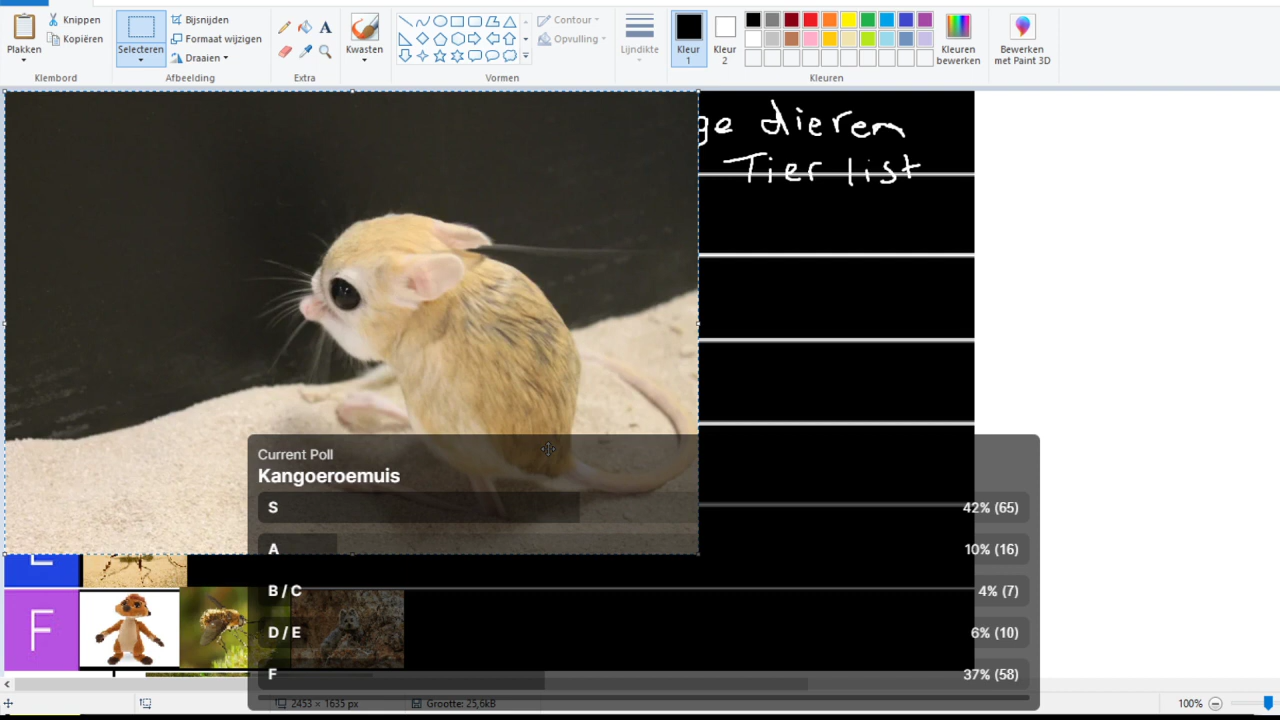 Plakken
Knippen
Kopiëren
Klembord
Selecteren
Bijsnijden
Formaat wijzigen
Draaien
Afbeelding
A
Extra
Kwasten
Contour
Opvulling
Vormen
Lijndikte
Kleur
1
Kleur
2
Kleuren
bewerken
Kleuren
Bewerken
met Paint 3D
ge dieren
Tier list
Current Poll
Kangoeroemuis
S 42% (65)
A 10% (16)
B / C 4% (7)
D / E 6% (10)
F 37% (58)
E
F
2453 × 1635 px
Grootte: 25,6kB
100%